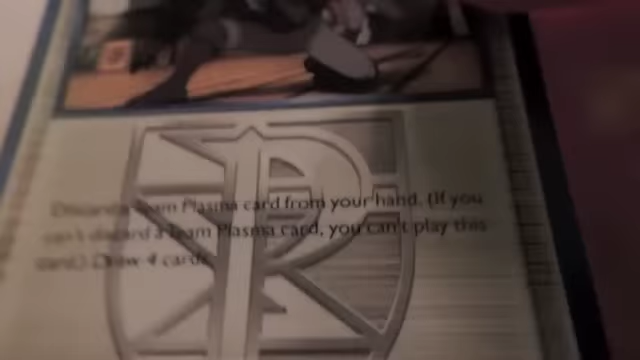 Discard a Team Plasma card from your hand. (If you
can't discard a Team Plasma card, you can't play this
card.) Draw 4 cards.